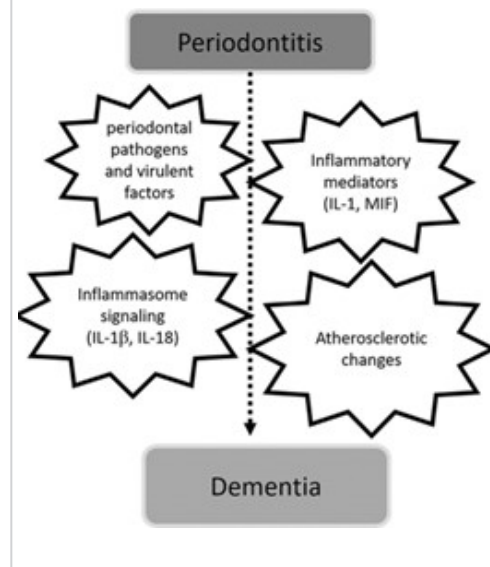 Periodontitis
periodontal
pathogens
and virulent
factors
Inflammatory
mediators
(IL-1, MIF)
Inflammasome
signaling
(IL-1β, IL-18)
Atherosclerotic
changes
Dementia